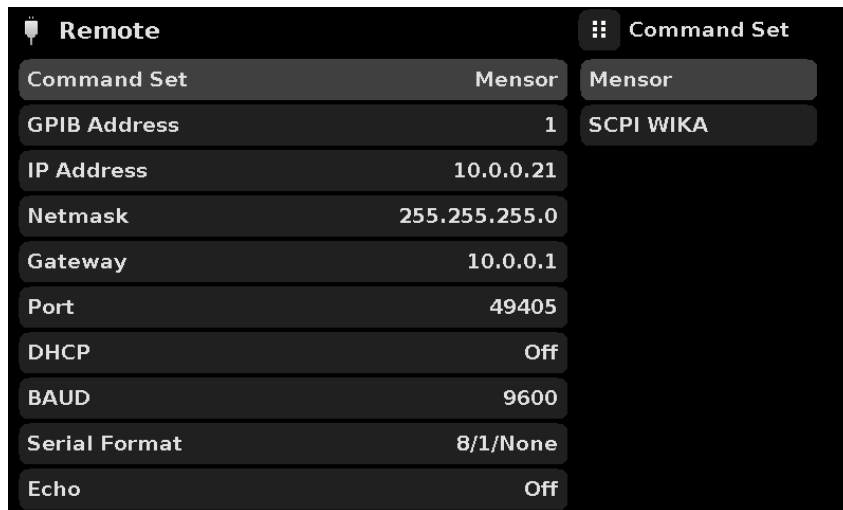 Remote
Command Set Mensor
GPIB Address 1
IP Address 10.0.0.21
Netmask 255.255.255.0
Gateway 10.0.0.1
Port 49405
DHCP Off
BAUD 9600
Serial Format 8/1/None
Echo Off
Command Set
Mensor
SCPI WIKA